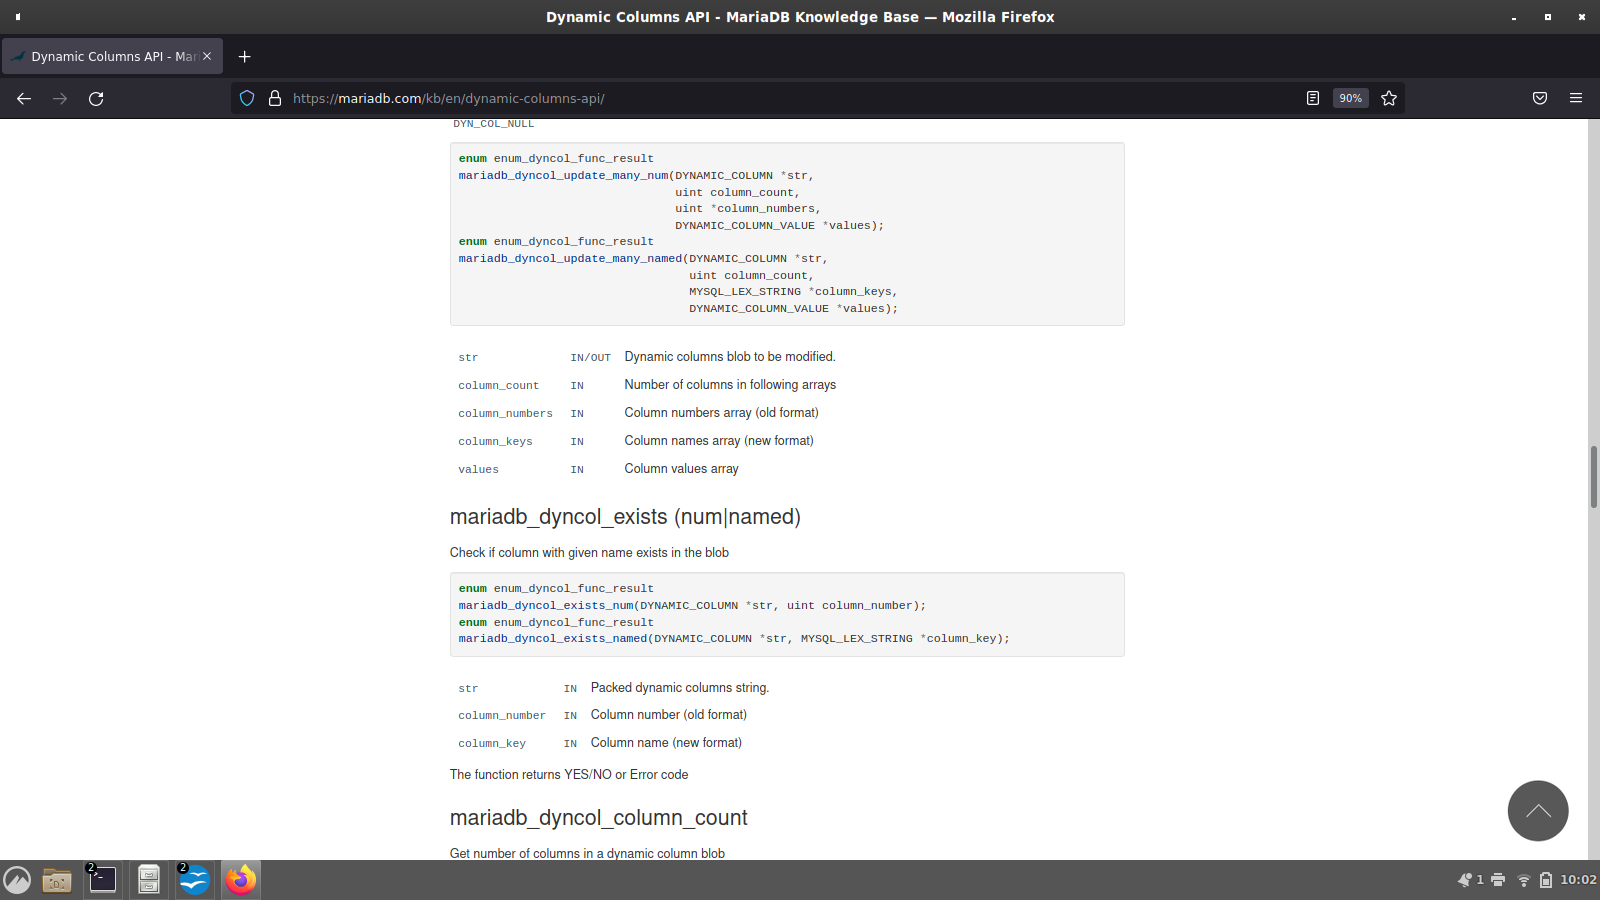 Dynamic Columns API - MariaDB Knowledge Base — Mozilla Firefox
Dynamic Columns API - Mar
https://mariadb.com/kb/en/dynamic-columns-api/
90%
DYN_COL_NULL
enum enum_dyncol_func_result
mariadb_dyncol_update_many_num(DYNAMIC_COLUMN *str,
uint column_count,
uint *column_numbers,
DYNAMIC_COLUMN_VALUE *values);
enum enum_dyncol_func_result
mariadb_dyncol_update_many_named(DYNAMIC_COLUMN *str,
uint column_count,
MYSQL_LEX_STRING *column_keys,
DYNAMIC_COLUMN_VALUE *values);
str IN/OUT Dynamic columns blob to be modified.
column_count IN Number of columns in following arrays
column_numbers IN Column numbers array (old format)
column_keys IN Column names array (new format)
values IN Column values array
mariadb_dyncol_exists (num|named)
Check if column with given name exists in the blob
enum enum_dyncol_func_result
mariadb_dyncol_exists_num(DYNAMIC_COLUMN *str, uint column_number);
enum enum_dyncol_func_result
mariadb_dyncol_exists_named(DYNAMIC_COLUMN *str, MYSQL_LEX_STRING *column_key);
str IN Packed dynamic columns string.
column_number IN Column number (old format)
column_key IN Column name (new format)
The function returns YES/NO or Error code
mariadb_dyncol_column_count
Get number of columns in a dynamic column blob
2
2
1
10:02